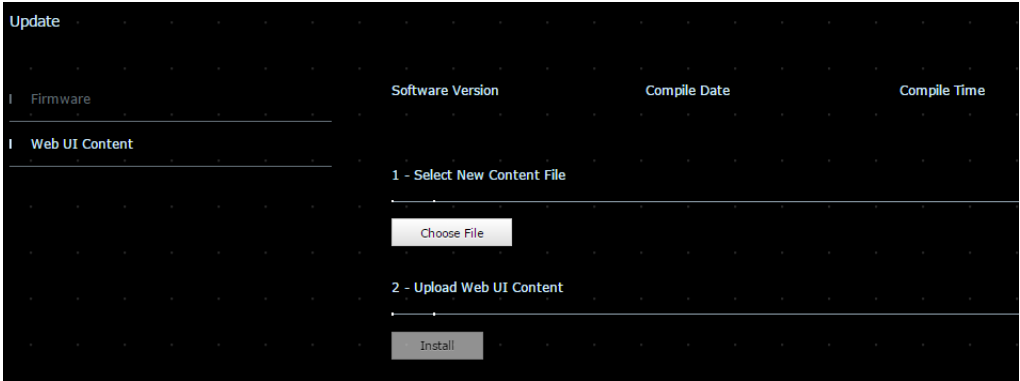 Update
Firmware
Web UI Content
Software Version Compile Date Compile Time
1 - Select New Content File
Choose File
2 - Upload Web UI Content
Install